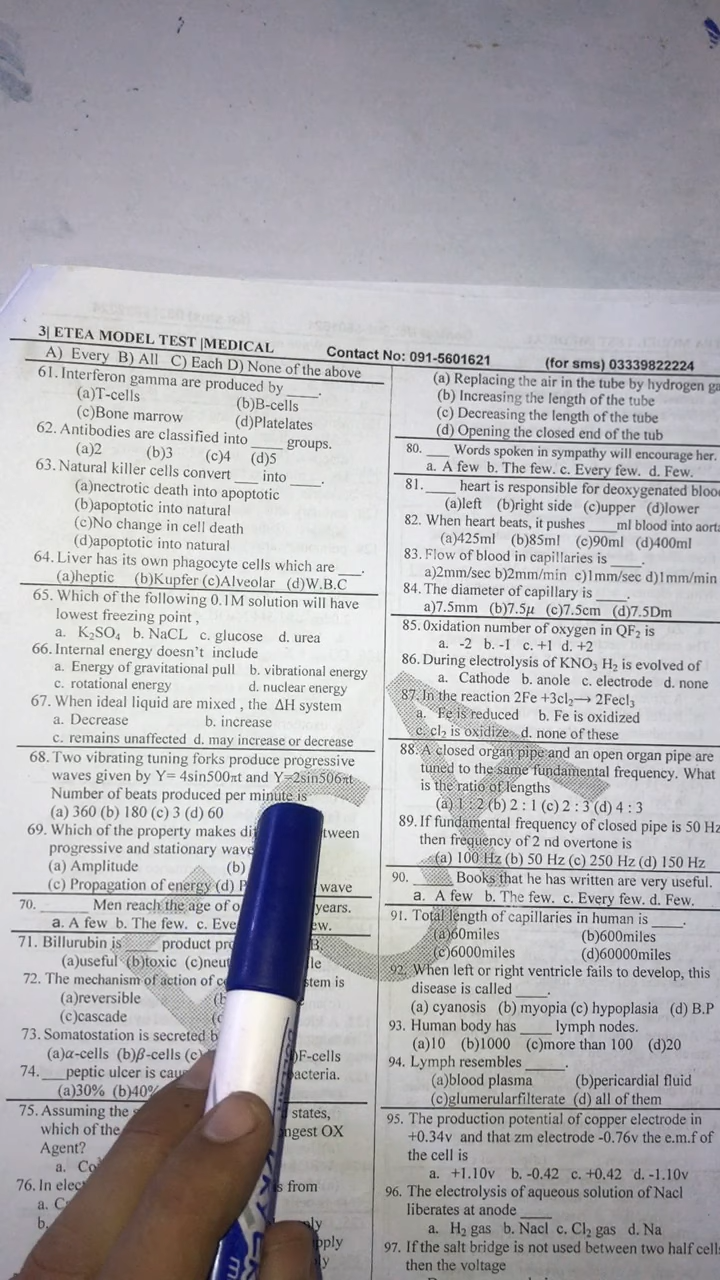 3| ETEA MODEL TEST |MEDICAL Contact No: 091-5601621 (for sms) 03339822224
A) Every B) All C) Each D) None of the above
61. Interferon gamma are produced by ____.
(a)T-cells (b)B-cells
(c)Bone marrow (d)Platelates
62. Antibodies are classified into ____ groups.
(a)2 (b)3 (c)4 (d)5
63. Natural killer cells convert ___ into ____.
(a)nectrotic death into apoptotic
(b)apoptotic into natural
(c)No change in cell death
(d)apoptotic into natural
64. Liver has its own phagocyte cells which are ___.
(a)heptic (b)Kupfer (c)Alveolar (d)W.B.C
65. Which of the following 0.1M solution will have
lowest freezing point ,
a. K₂SO₄ b. NaCL c. glucose d. urea
66. Internal energy doesn't include
a. Energy of gravitational pull b. vibrational energy
c. rotational energy d. nuclear energy
67. When ideal liquid are mixed , the ΔH system
a. Decrease b. increase
c. remains unaffected d. may increase or decrease
68. Two vibrating tuning forks produce progressive
waves given by Y= 4sin500πt and Y=2sin506πt
Number of beats produced per minute is
(a) 360 (b) 180 (c) 3 (d) 60
69. Which of the property makes di tween
progressive and stationary wave
(a) Amplitude (b)
(c) Propagation of energy (d) P wave
70. ____ Men reach the age of o years.
a. A few b. The few. c. Eve ew.
71. Billurubin is ___ product pro
(a)useful (b)toxic (c)neut le
72. The mechanism of action of c stem is
(a)reversible
(c)cascade
73. Somatostation is secreted b
(a)α-cells (b)β-cells (c) )F-cells
74. ___ peptic ulcer is cau bacteria.
(a)30% (b)40%
75. Assuming the s states,
which of the ngest OX
Agent?
a. Co
76. In elec s from
a. C
b. ply
pply
ly
(a) Replacing the air in the tube by hydrogen ga
(b) Increasing the length of the tube
(c) Decreasing the length of the tube
(d) Opening the closed end of the tub
80. ___ Words spoken in sympathy will encourage her.
a. A few b. The few. c. Every few. d. Few.
81. ____ heart is responsible for deoxygenated bloo
(a)left (b)right side (c)upper (d)lower
82. When heart beats, it pushes ____ml blood into aort
(a)425ml (b)85ml (c)90ml (d)400ml
83. Flow of blood in capillaries is ____.
a)2mm/sec b)2mm/min c)1mm/sec d)1mm/min
84. The diameter of capillary is ____.
a)7.5mm (b)7.5μ (c)7.5cm (d)7.5Dm
85. Oxidation number of oxygen in QF₂ is
a. -2 b. -1 c. +1 d. +2
86. During electrolysis of KNO₃ H₂ is evolved of
a. Cathode b. anole c. electrode d. none
87. In the reaction 2Fe +3cl₂⟶ 2Fecl₃
a. Fe is reduced b. Fe is oxidized
c. cl₂ is oxidize d. none of these
88. A closed organ pipe and an open organ pipe are
tuned to the same fundamental frequency. What
is the ratio of lengths
(a) 1 : 2 (b) 2 : 1 (c) 2 : 3 (d) 4 : 3
89. If fundamental frequency of closed pipe is 50 Hz
then frequency of 2 nd overtone is
(a) 100 Hz (b) 50 Hz (c) 250 Hz (d) 150 Hz
90. ____ Books that he has written are very useful.
a. A few b. The few. c. Every few. d. Few.
91. Total length of capillaries in human is ____.
(a)60miles (b)600miles
(c)6000miles (d)60000miles
92. When left or right ventricle fails to develop, this
disease is called ____.
(a) cyanosis (b) myopia (c) hypoplasia (d) B.P
93. Human body has ____ lymph nodes.
(a)10 (b)1000 (c)more than 100 (d)20
94. Lymph resembles _____.
(a)blood plasma (b)pericardial fluid
(c)glumerularfilterate (d) all of them
95. The production potential of copper electrode in
+0.34v and that zm electrode -0.76v the e.m.f of
the cell is
a. +1.10v b. -0.42 c. +0.42 d. -1.10v
96. The electrolysis of aqueous solution of Nacl
liberates at anode ____
a. H₂ gas b. Nacl c. Cl₂ gas d. Na
97. If the salt bridge is not used between two half cell
then the voltage